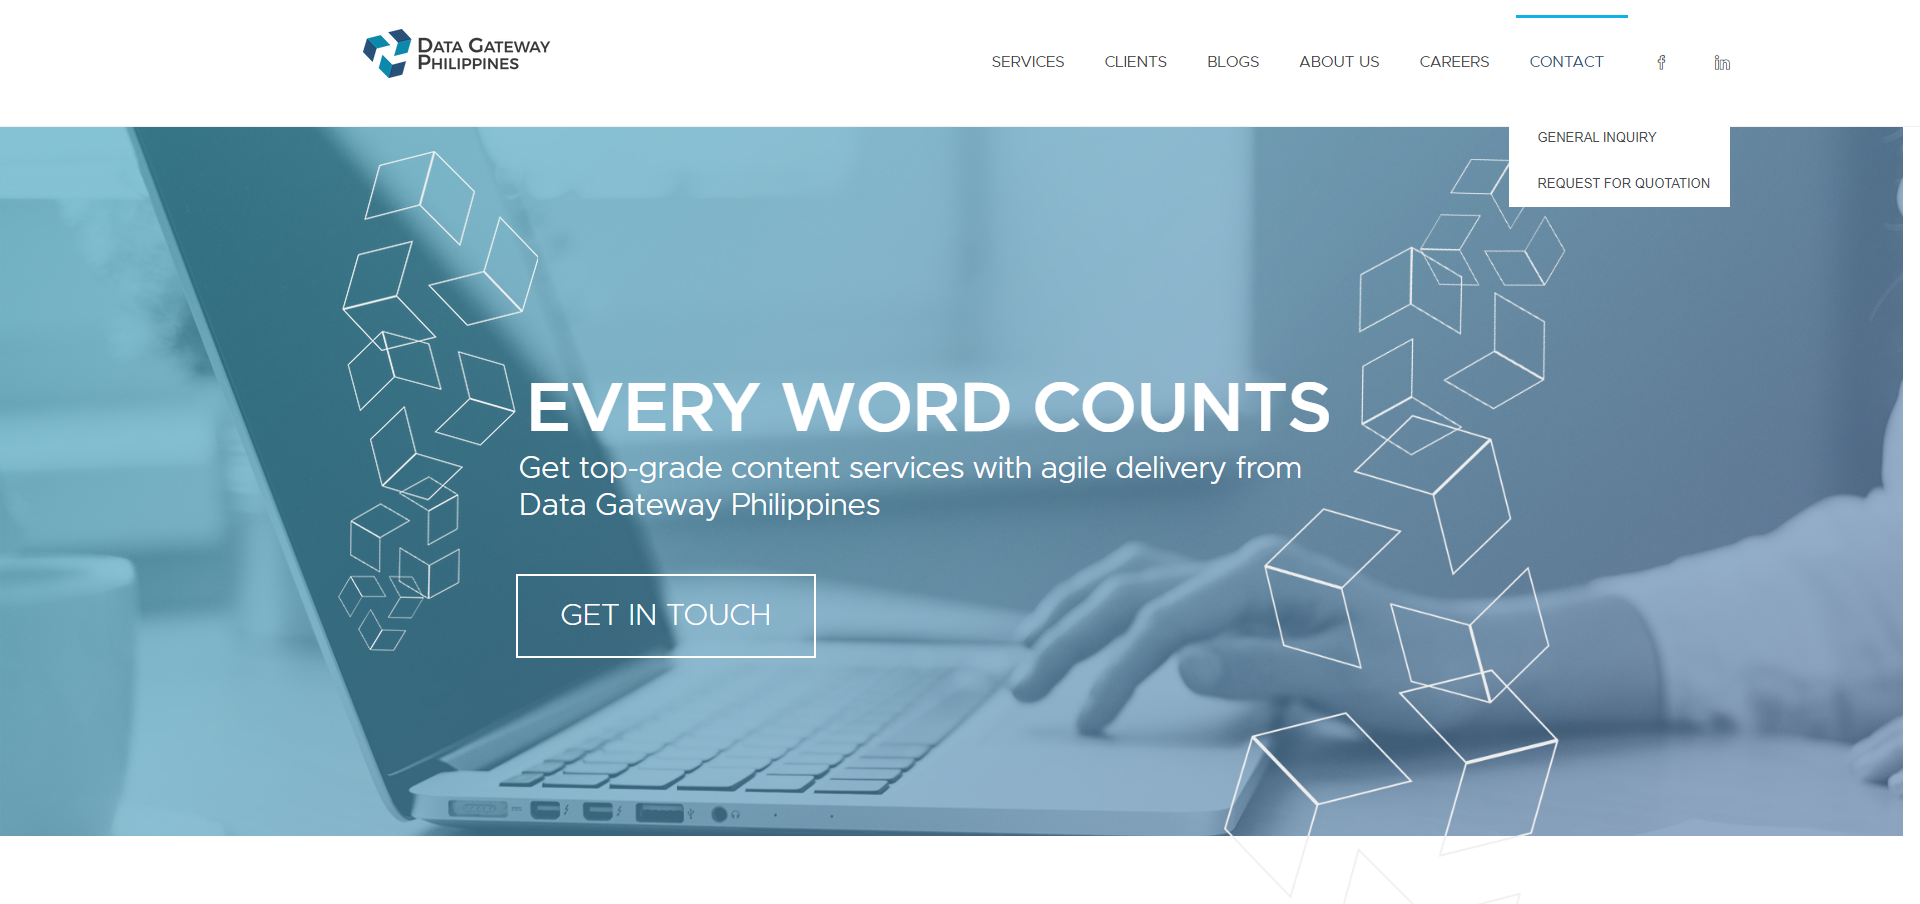 DATA GATEWAY
PHILIPPINES
SERVICES
CLIENTS
BLOGS
ABOUT US
CAREERS
CONTACT
f
in
GENERAL INQUIRY
REQUEST FOR QUOTATION
EVERY WORD COUNTS
Get top-grade content services with agile delivery from
Data Gateway Philippines
GET IN TOUCH